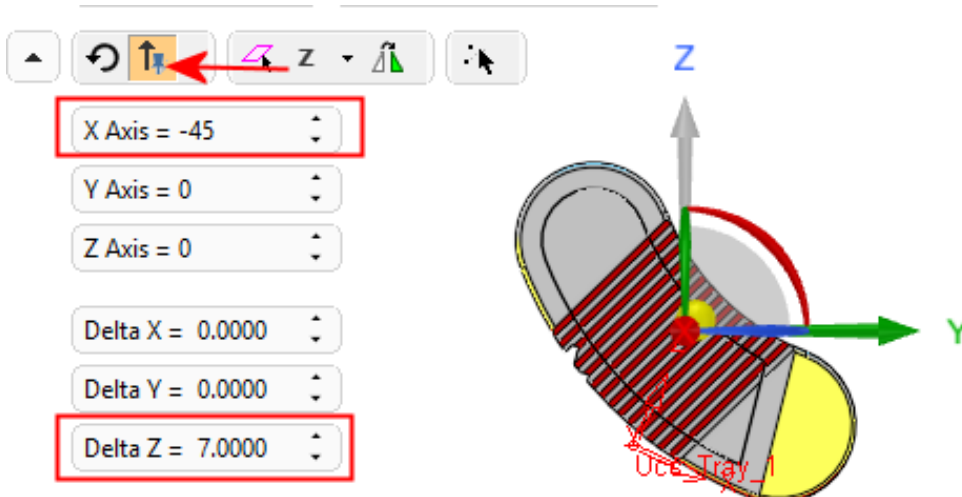 Z
Z
X Axis = -45
Y Axis = 0
Z Axis = 0
Delta X = 0.0000
Y
Delta Y = 0.0000
Delta Z = 7.0000